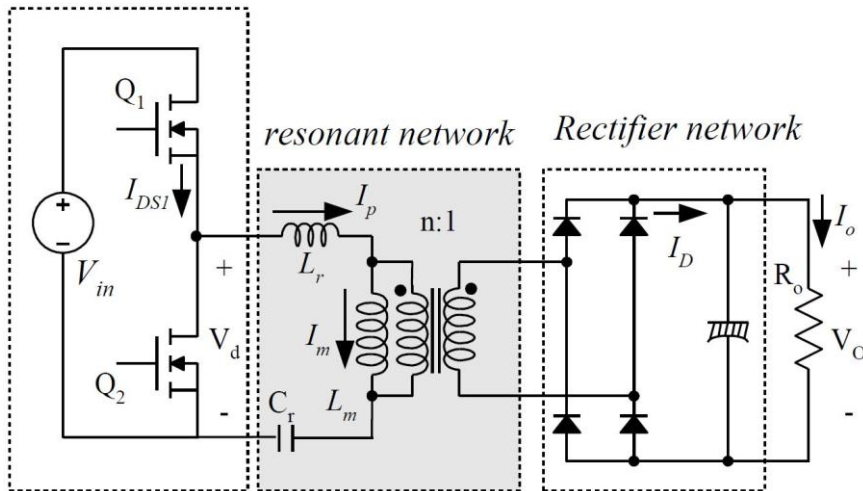 Q1
IDS1
+
−
Vin
+
Vd
-
Q2
resonant network
Ip
Lr
n:1
Im
Lm
Cr
Rectifier network
ID
Io
+
Ro
VO
-